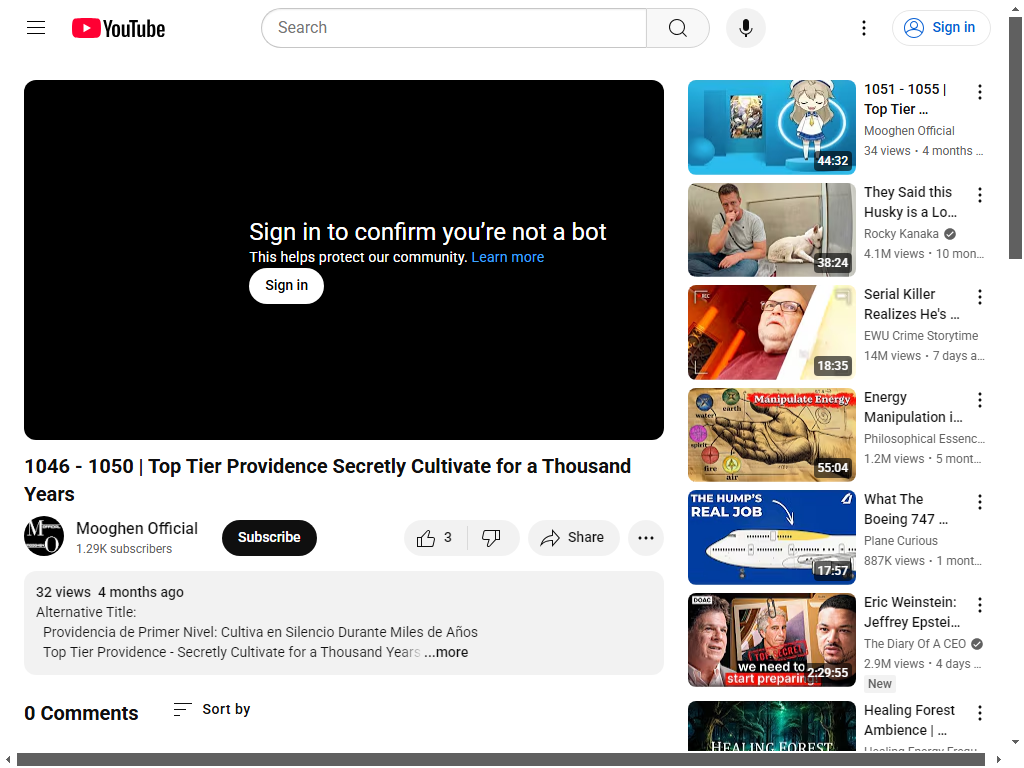 YouTube
Search
Sign in
Sign in to confirm you're not a bot
This helps protect our community. Learn more
Sign in
1046 - 1050 | Top Tier Providence Secretly Cultivate for a Thousand
Years
Mooghen Official
1.29K subscribers
Subscribe
3
Share
32 views 4 months ago
Alternative Title:
Providencia de Primer Nivel: Cultiva en Silencio Durante Miles de Años
Top Tier Providence - Secretly Cultivate for a Thousand Years ...more
0 Comments
Sort by
44:32
1051 - 1055 |
Top Tier ...
Mooghen Official
34 views • 4 months ...
38:24
They Said this
Husky is a Lo...
Rocky Kanaka
4.1M views • 10 mon...
REC
18:35
Serial Killer
Realizes He's ...
EWU Crime Storytime
14M views • 7 days a...
Manipulate Energy
water
earth
spirit
fire
air
55:04
Energy
Manipulation i...
Philosophical Essenc...
1.2M views • 5 mont...
THE HUMP'S
REAL JOB
17:57
What The
Boeing 747 ...
Plane Curious
887K views • 1 mont...
DOAC
TOP SECRET
we need to
start preparing
2:29:55
Eric Weinstein:
Jeffrey Epstei...
The Diary Of A CEO
2.9M views • 4 days ...
New
HEALING FOREST
Healing Forest
Ambience | ...
Healing Energy Frequ...